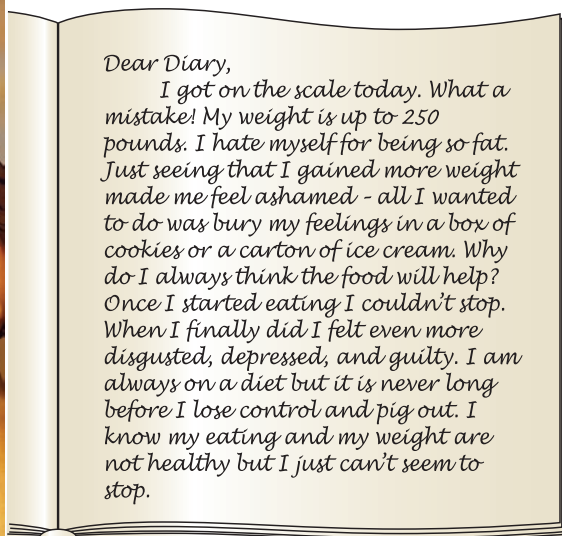 Dear Diary,
I got on the scale today. What a
mistake! My weight is up to 250
pounds. I hate myself for being so fat.
Just seeing that I gained more weight
made me feel ashamed – all I wanted
to do was bury my feelings in a box of
cookies or a carton of ice cream. Why
do I always think the food will help?
Once I started eating I couldn't stop.
When I finally did I felt even more
disgusted, depressed, and guilty. I am
always on a diet but it is never long
before I lose control and pig out. I
know my eating and my weight are
not healthy but I just can't seem to
stop.